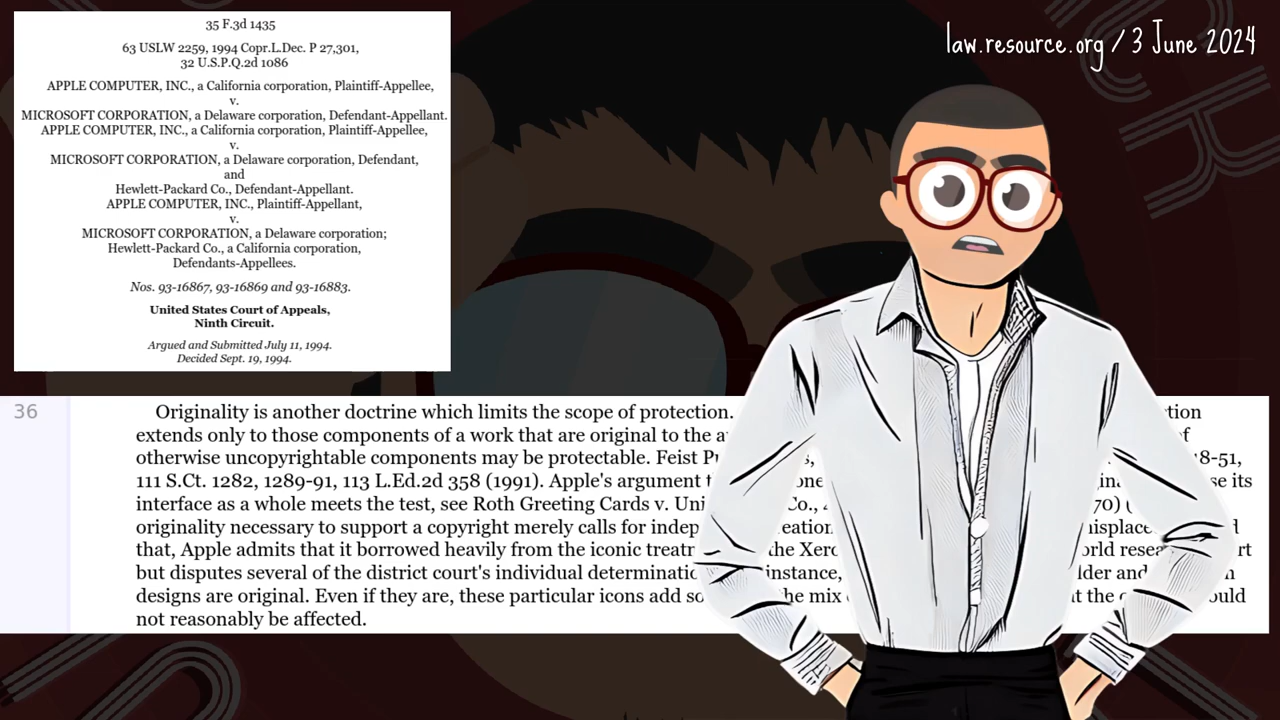 law.resource.org / 3 June 2024
35 F.3d 1435
63 USLW 2259, 1994 Copr.L.Dec. P 27,301,
32 U.S.P.Q.2d 1086
APPLE COMPUTER, INC., a California corporation, Plaintiff-Appellee,
v.
MICROSOFT CORPORATION, a Delaware corporation, Defendant-Appellant.
APPLE COMPUTER, INC., a California corporation, Plaintiff-Appellee,
v.
MICROSOFT CORPORATION, a Delaware corporation, Defendant,
and
Hewlett-Packard Co., Defendant-Appellant.
APPLE COMPUTER, INC., Plaintiff-Appellant,
v.
MICROSOFT CORPORATION, a Delaware corporation;
Hewlett-Packard Co., a California corporation,
Defendants-Appellees.
Nos. 93-16867, 93-16869 and 93-16883.
United States Court of Appeals,
Ninth Circuit.
Argued and Submitted July 11, 1994.
Decided Sept. 19, 1994.
36
Originality is another doctrine which limits the scope of protection.
extends only to those components of a work that are original to the
otherwise uncopyrightable components may be protectable. Feist
111 S.Ct. 1282, 1289-91, 113 L.Ed.2d 358 (1991). Apple's argument its
interface as a whole meets the test, see Roth Greeting Cards v. Co.,
originality necessary to support a copyright merely calls for
that, Apple admits that it borrowed heavily from the iconic the
but disputes several of the district court's individual instance, and
designs are original. Even if they are, these particular icons add the mix the
not reasonably be affected.